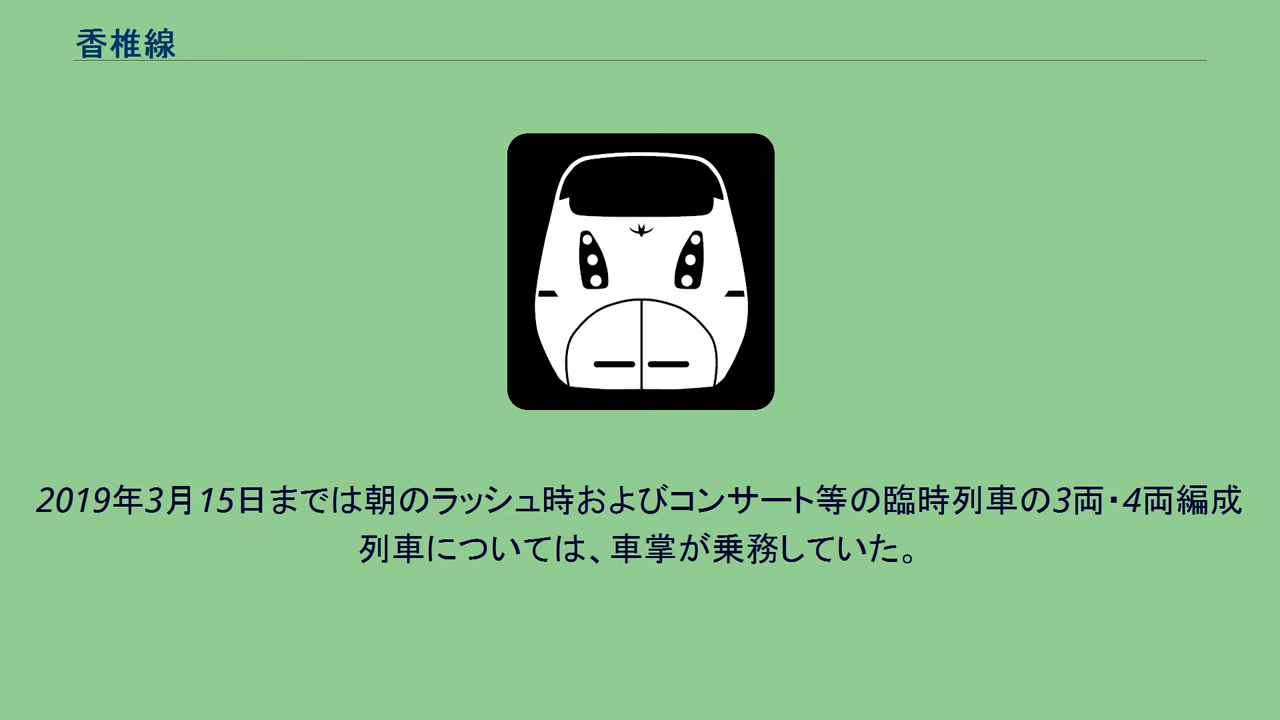 香椎線
2019年3月15日までは朝のラッシュ時およびコンサート等の臨時列車の3両・4両編成
列車については、車掌が乗務していた。